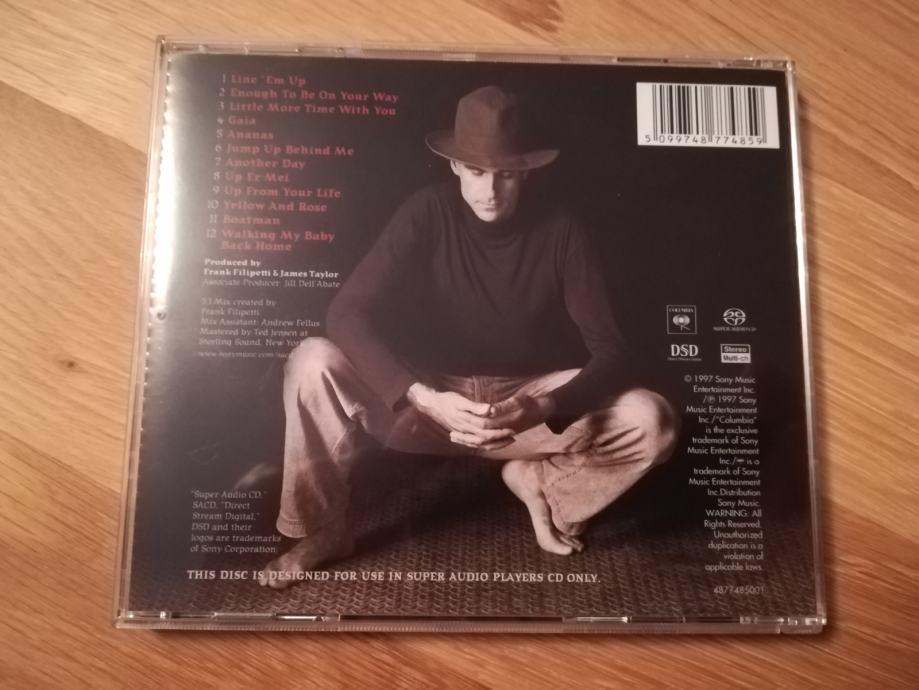 1 Line 'Em Up
2 Enough To Be On Your Way
3 Little More Time With You
4 Gaia
5 Ananas
6 Jump Up Behind Me
7 Another Day
8 Up Er Mei
9 Up From Your Life
10 Yellow And Rose
11 Boatman
12 Walking My Baby
Back Home
Produced by
Frank Filipetti & James Taylor
Associate Producer: Jill Dell'Abate
5.1 Mix created by
Frank Filipetti
Mix Assistant: Andrew Fellus
Mastered by Ted Jensen at
Sterling Sound, New York
"Super Audio CD,"
SACD, "Direct
Stream Digital,"
DSD and their
logos are trademarks
of Sony Corporation.
THIS DISC IS DESIGNED FOR USE IN SUPER AUDIO PLAYERS CD ONLY.
5 099748 774859
COLUMBIA
SUPER AUDIO CD
DSD
Direct Stream Digital
Stereo
Multi-ch
© 1997 Sony Music
Entertainment Inc.
/℗ 1997 Sony
Music Entertainment
Inc./"Columbia"
is the exclusive
trademark of Sony
Music Entertainment
Inc./ is a
trademark of Sony
Music Entertainment
Inc.Distribution
Sony Music.
WARNING: All
Rights Reserved.
Unauthorized
duplication is a
violation of
applicable laws.
4877485001